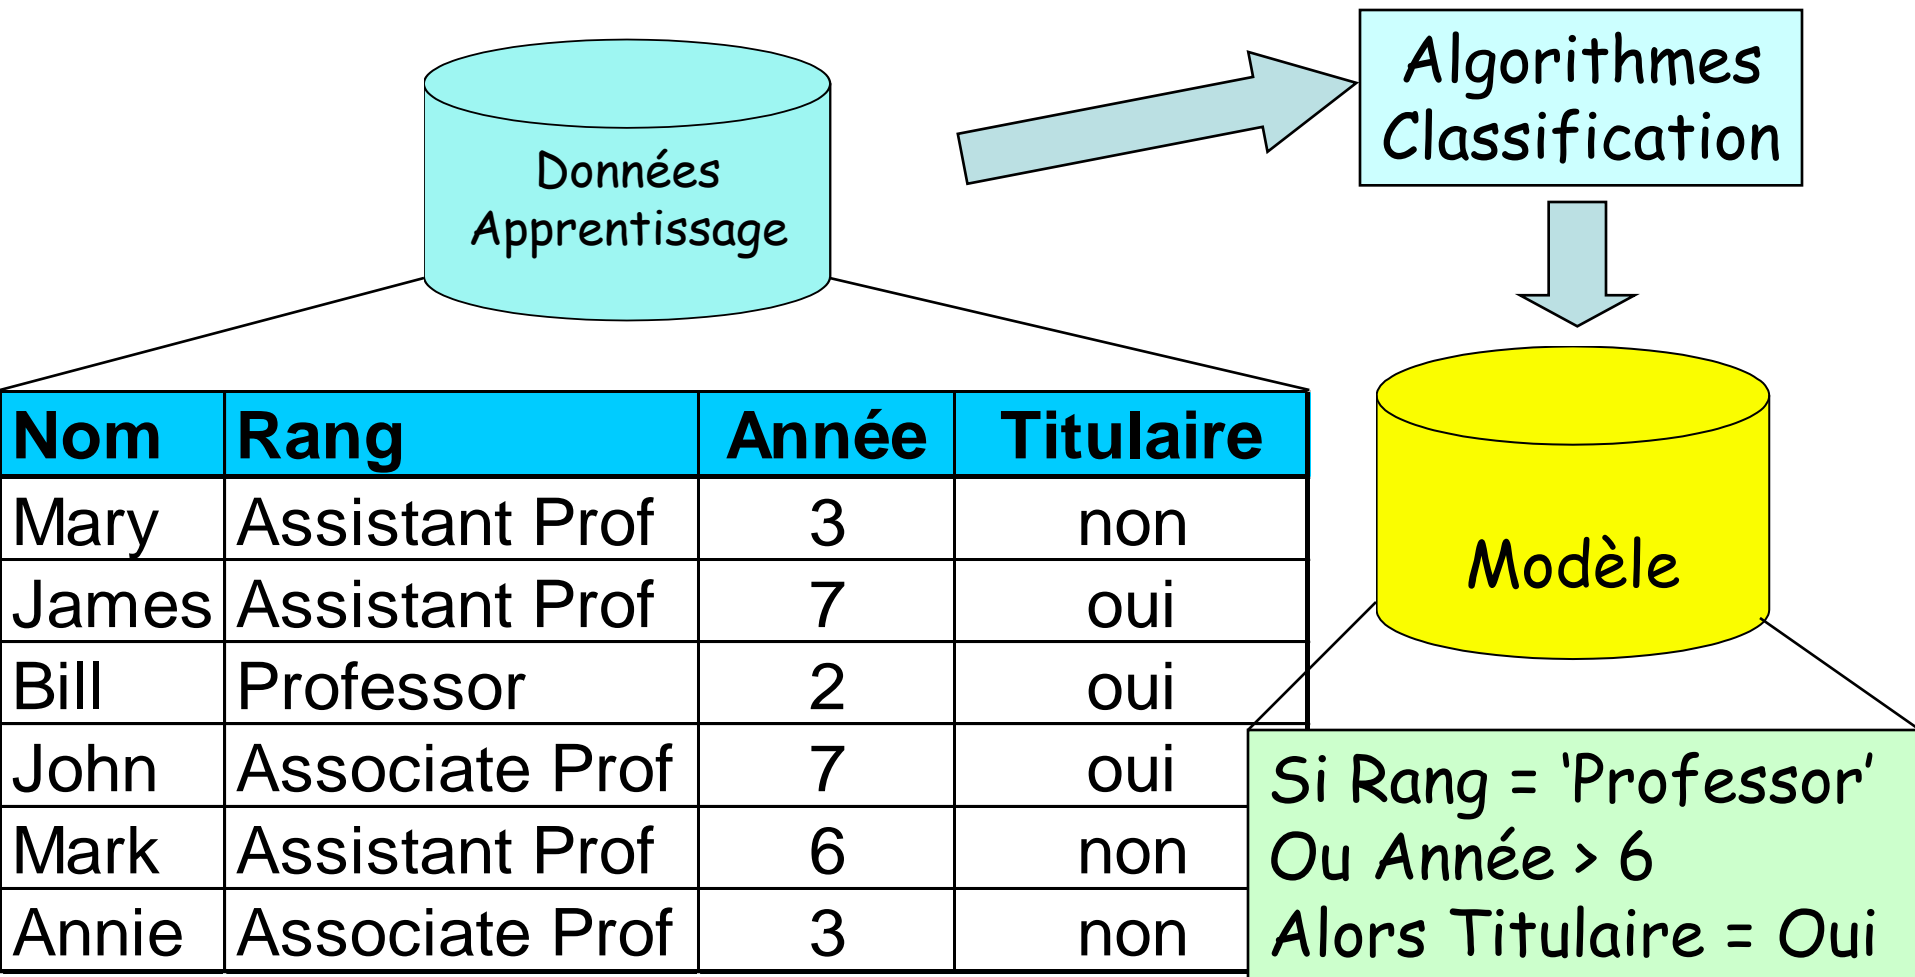 Données
Apprentissage
Algorithmes
Classification
Nom Rang Année Titulaire
Mary Assistant Prof 3 non
James Assistant Prof 7 oui
Bill Professor 2 oui
John Associate Prof 7 oui
Mark Assistant Prof 6 non
Annie Associate Prof 3 non
Modèle
Si Rang = ‘Professor’
Ou Année > 6
Alors Titulaire = Oui